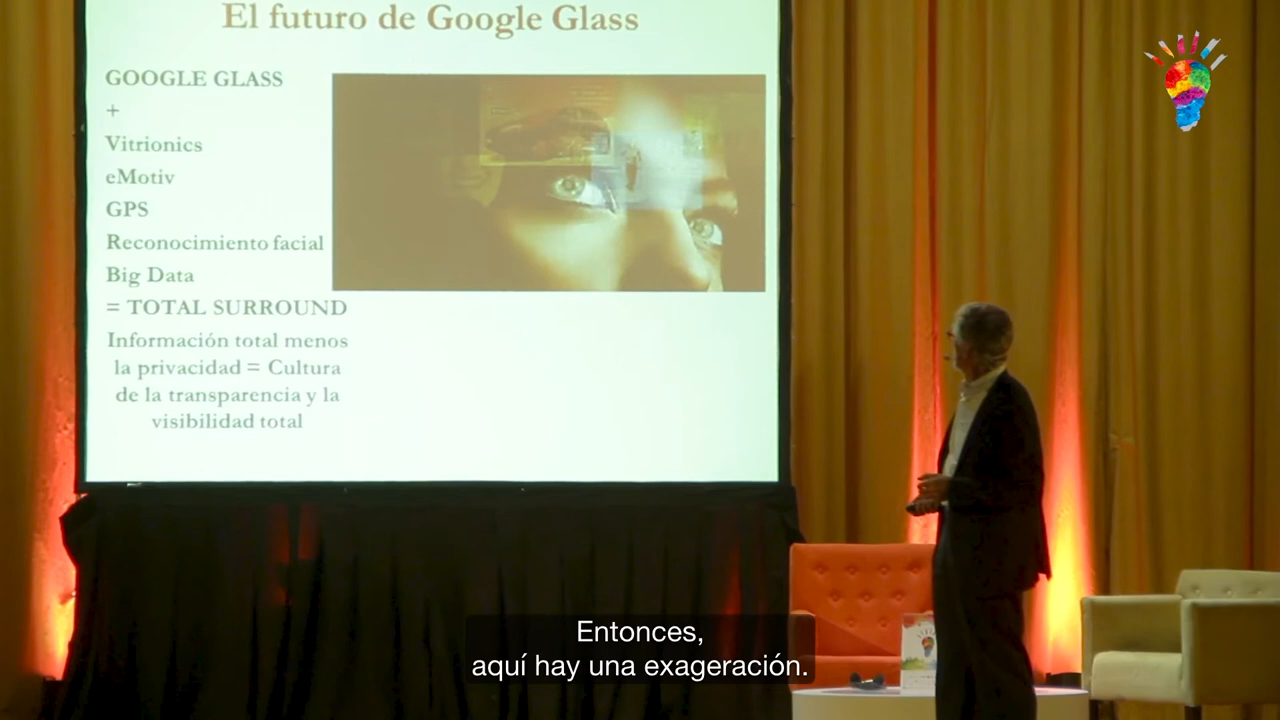 El futuro de Google Glass
GOOGLE GLASS
+
Vitrionics
eMotiv
GPS
Reconocimiento facial
Big Data
= TOTAL SURROUND
Información total menos
la privacidad = Cultura
de la transparencia y la
visibilidad total
Entonces,
aquí hay una exageración.